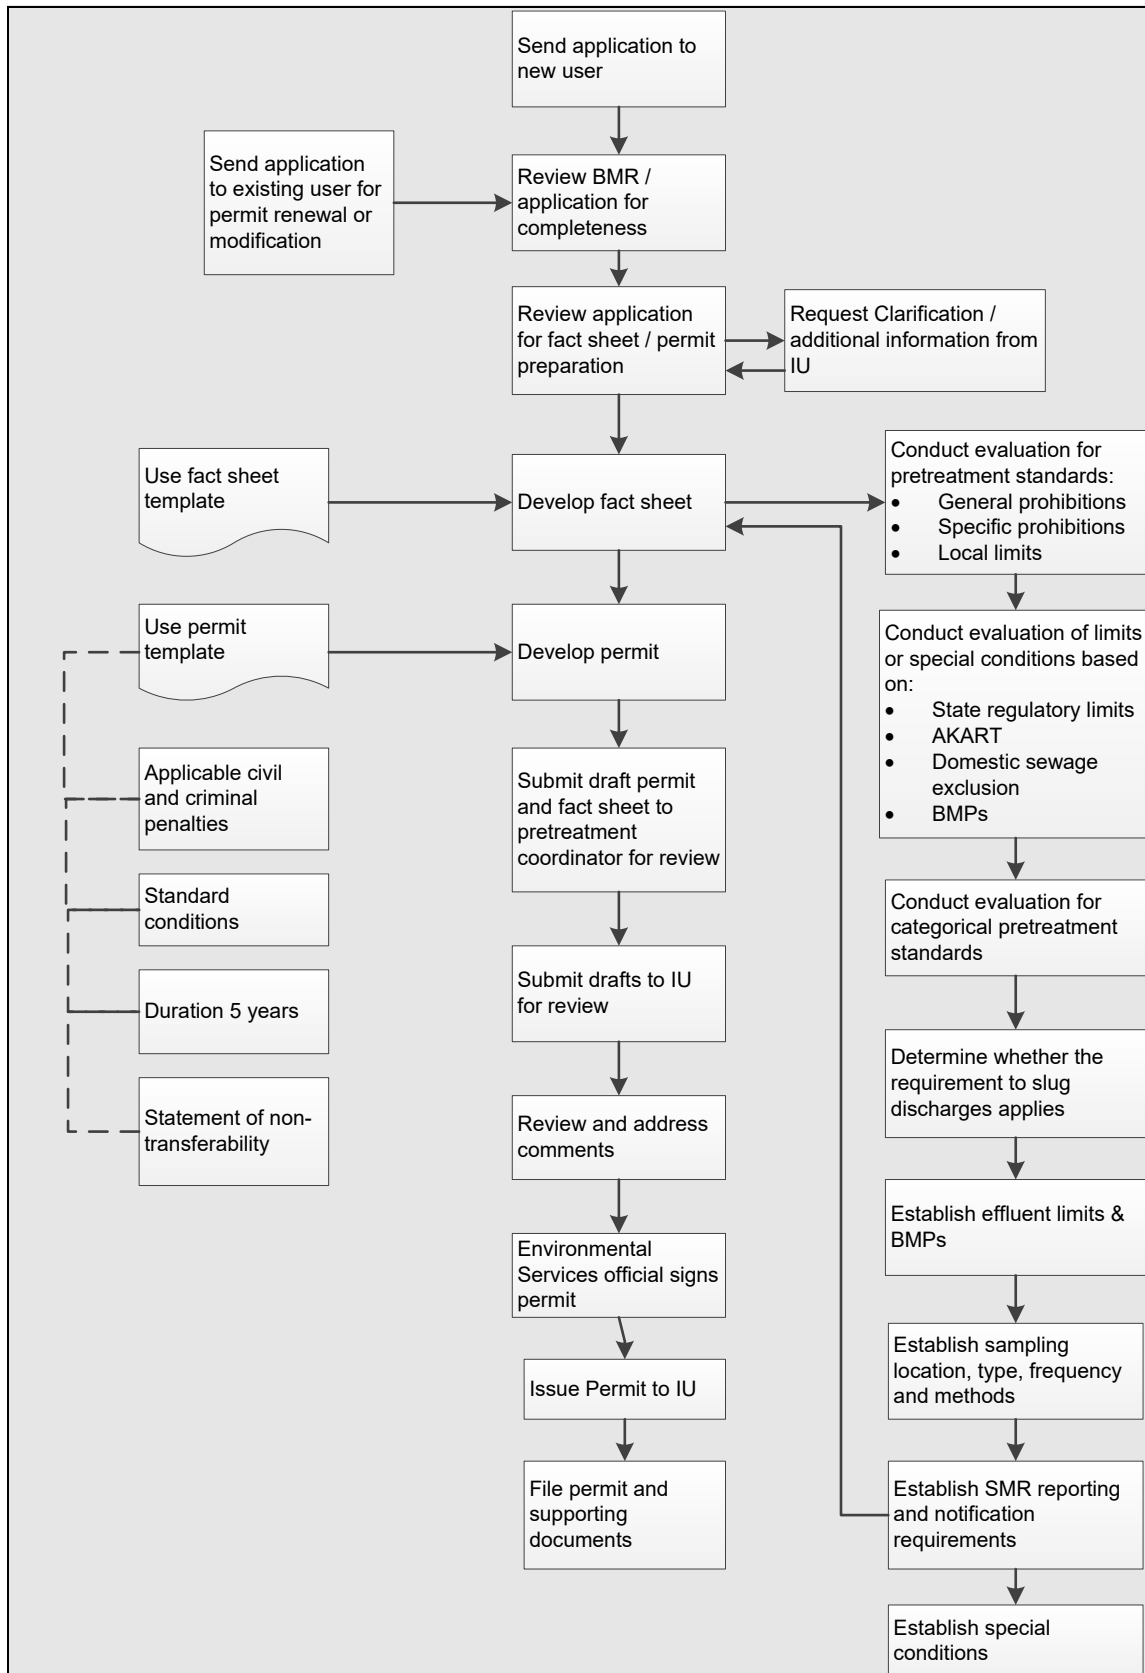 Send application to
new user
Send application
to existing user for
permit renewal or
modification
Review BMR /
application for
completeness
Review application
for fact sheet / permit
preparation
Request Clarification /
additional information from
IU
Use fact sheet
template
Develop fact sheet
Conduct evaluation for
pretreatment standards:
• General prohibitions
• Specific prohibitions
• Local limits
Use permit
template
Develop permit
Conduct evaluation of limits
or special conditions based
on:
• State regulatory limits
• AKART
• Domestic sewage
exclusion
• BMPs
Applicable civil
and criminal
penalties
Submit draft permit
and fact sheet to
pretreatment
coordinator for review
Standard
conditions
Conduct evaluation for
categorical pretreatment
standards
Duration 5 years
Submit drafts to IU
for review
Determine whether the
requirement to slug
discharges applies
Statement of non-
transferability
Review and address
comments
Establish effluent limits &
BMPs
Environmental
Services official signs
permit
Establish sampling
location, type, frequency
and methods
Issue Permit to IU
File permit and
supporting
documents
Establish SMR reporting
and notification
requirements
Establish special
conditions